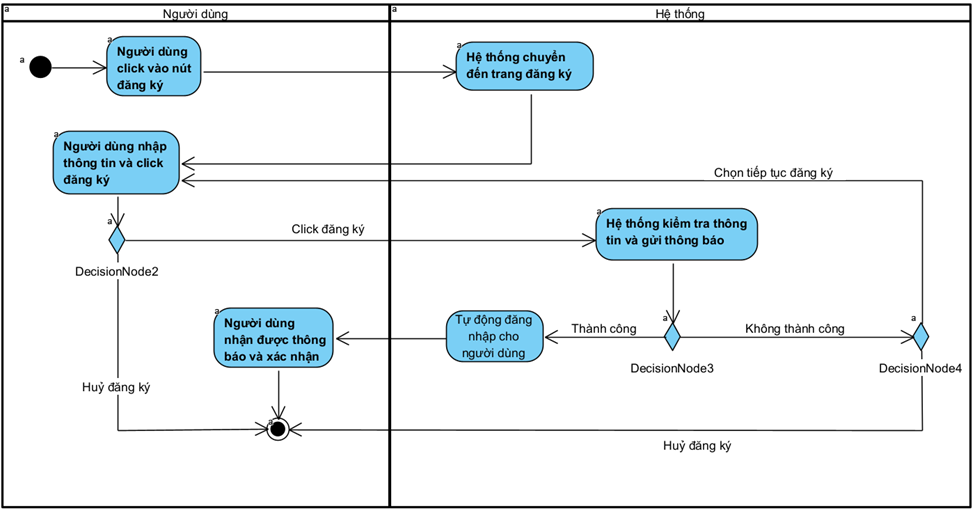 a
Người dùng
a
Hệ thống
a
a
Người dùng
click vào nút
đăng ký
a
Hệ thống chuyển
đến trang đăng ký
a
Người dùng nhập
thông tin và click
đăng ký
Chọn tiếp tục đăng ký
a
DecisionNode2
Click đăng ký
a
Hệ thống kiểm tra thông
tin và gửi thông báo
a
Người dùng
nhận được thông
báo và xác nhận
Tự động đăng
nhập cho
người dùng
Thành công
a
DecisionNode3
Không thành công
a
DecisionNode4
Huỷ đăng ký
a
Huỷ đăng ký